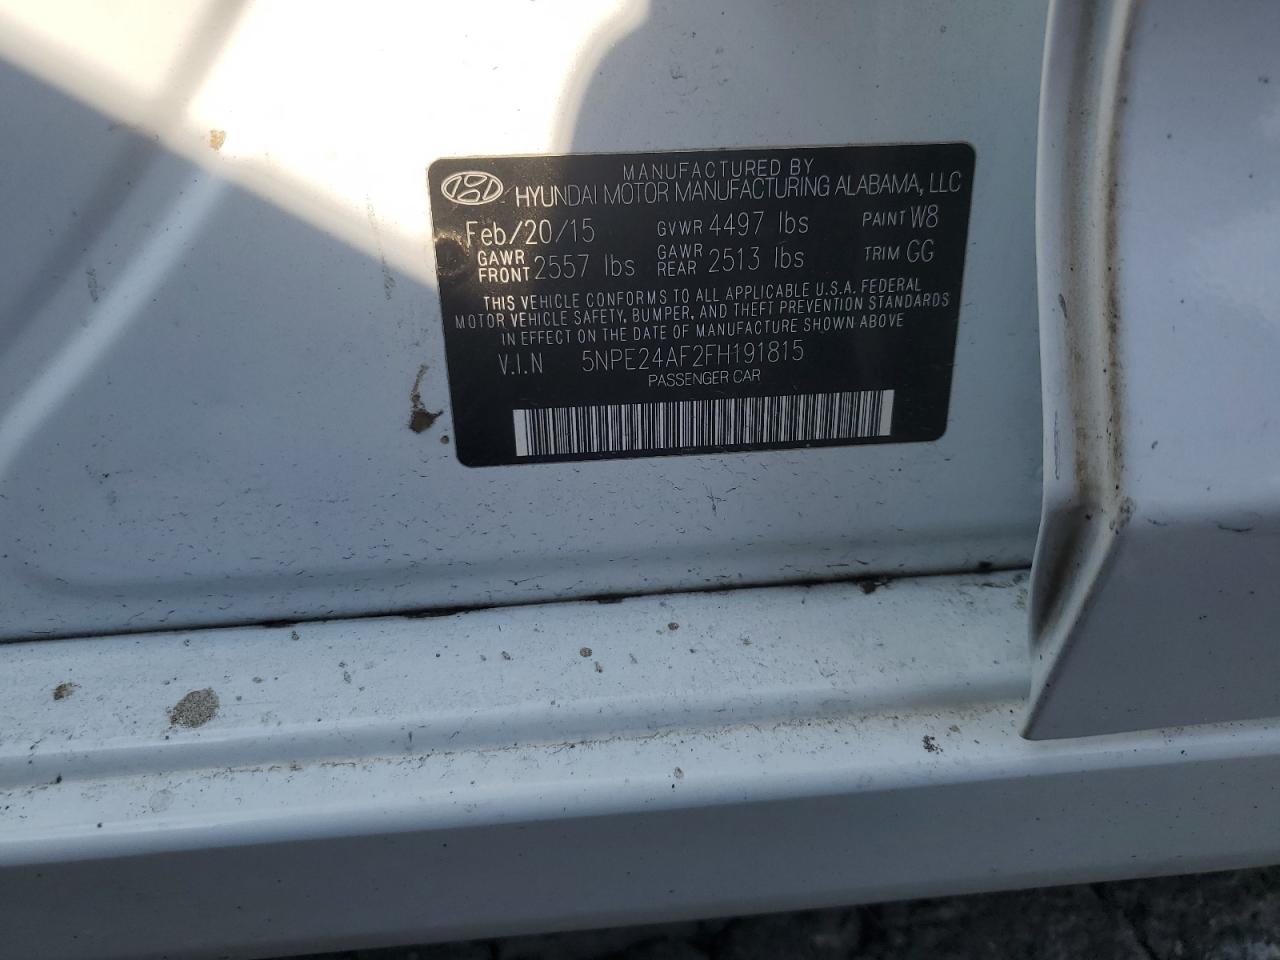 MANUFACTURED BY
HYUNDAI MOTOR MANUFACTURING ALABAMA, LLC
Feb/20/15 GVWR 4497 lbs PAINT W8
GAWR FRONT 2557 lbs GAWR REAR 2513 lbs TRIM GG
THIS VEHICLE CONFORMS TO ALL APPLICABLE U.S.A. FEDERAL
MOTOR VEHICLE SAFETY, BUMPER, AND THEFT PREVENTION STANDARDS
IN EFFECT ON THE DATE OF MANUFACTURE SHOWN ABOVE
V.I.N 5NPE24AF2FH191815
PASSENGER CAR